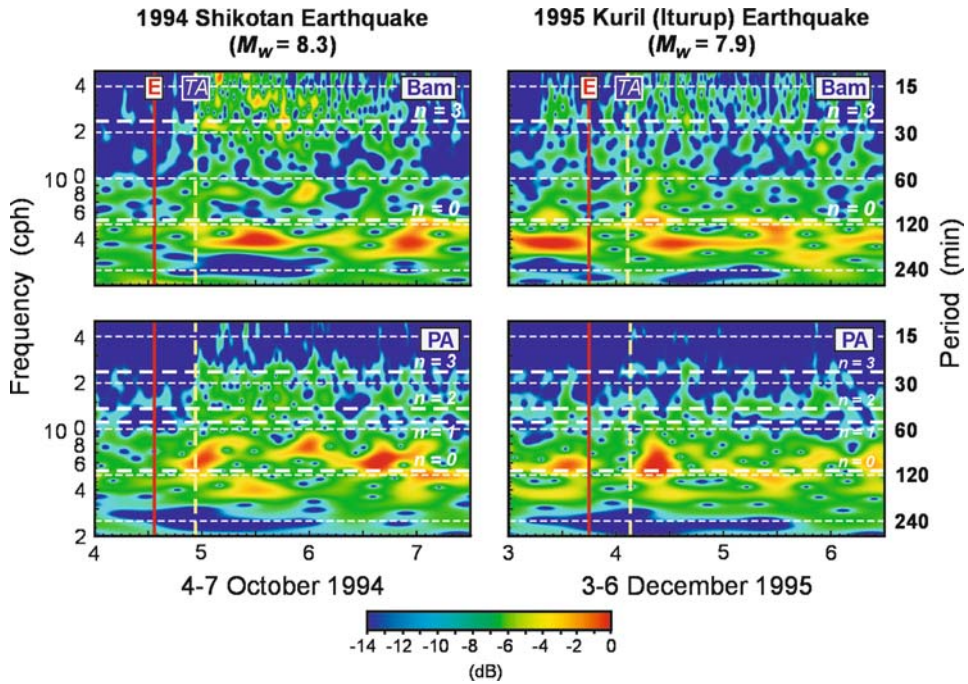 1994 Shikotan Earthquake
(Mw = 8.3)
1995 Kuril (Iturup) Earthquake
(Mw = 7.9)
Frequency (cph)
Period (min)
E TA Bam
n = 3
n = 0
4
2
10 0
8
6
4
E TA Bam
n = 3
n = 0
15
30
60
120
240
PA
n = 3
n = 2
n = 1
n = 0
4
2
10 0
8
6
4
2
4 5 6 7
PA
n = 3
n = 2
n = 1
n = 0
15
30
60
120
240
3 4 5 6
4-7 October 1994
3-6 December 1995
-14 -12 -10 -8 -6 -4 -2 0
(dB)